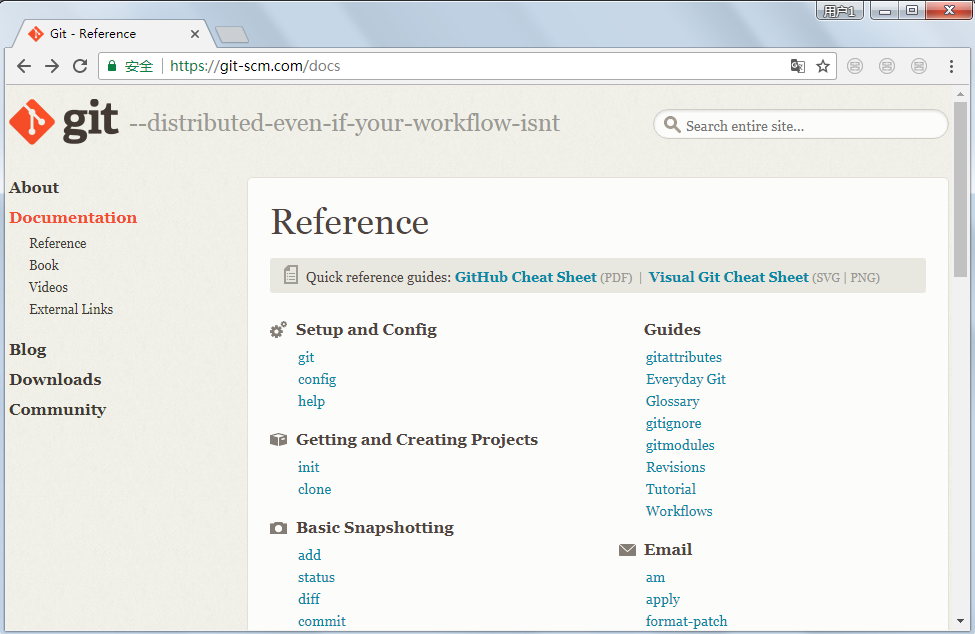 用户1
Git - Reference
安全 https://git-scm.com/docs
git --distributed-even-if-your-workflow-isnt
Search entire site...
About
Documentation
Reference
Book
Videos
External Links
Blog
Downloads
Community
Reference
Quick reference guides: GitHub Cheat Sheet (PDF) | Visual Git Cheat Sheet (SVG | PNG)
Setup and Config
git
config
help
Getting and Creating Projects
init
clone
Basic Snapshotting
add
status
diff
commit
Guides
gitattributes
Everyday Git
Glossary
gitignore
gitmodules
Revisions
Tutorial
Workflows
Email
am
apply
format-patch